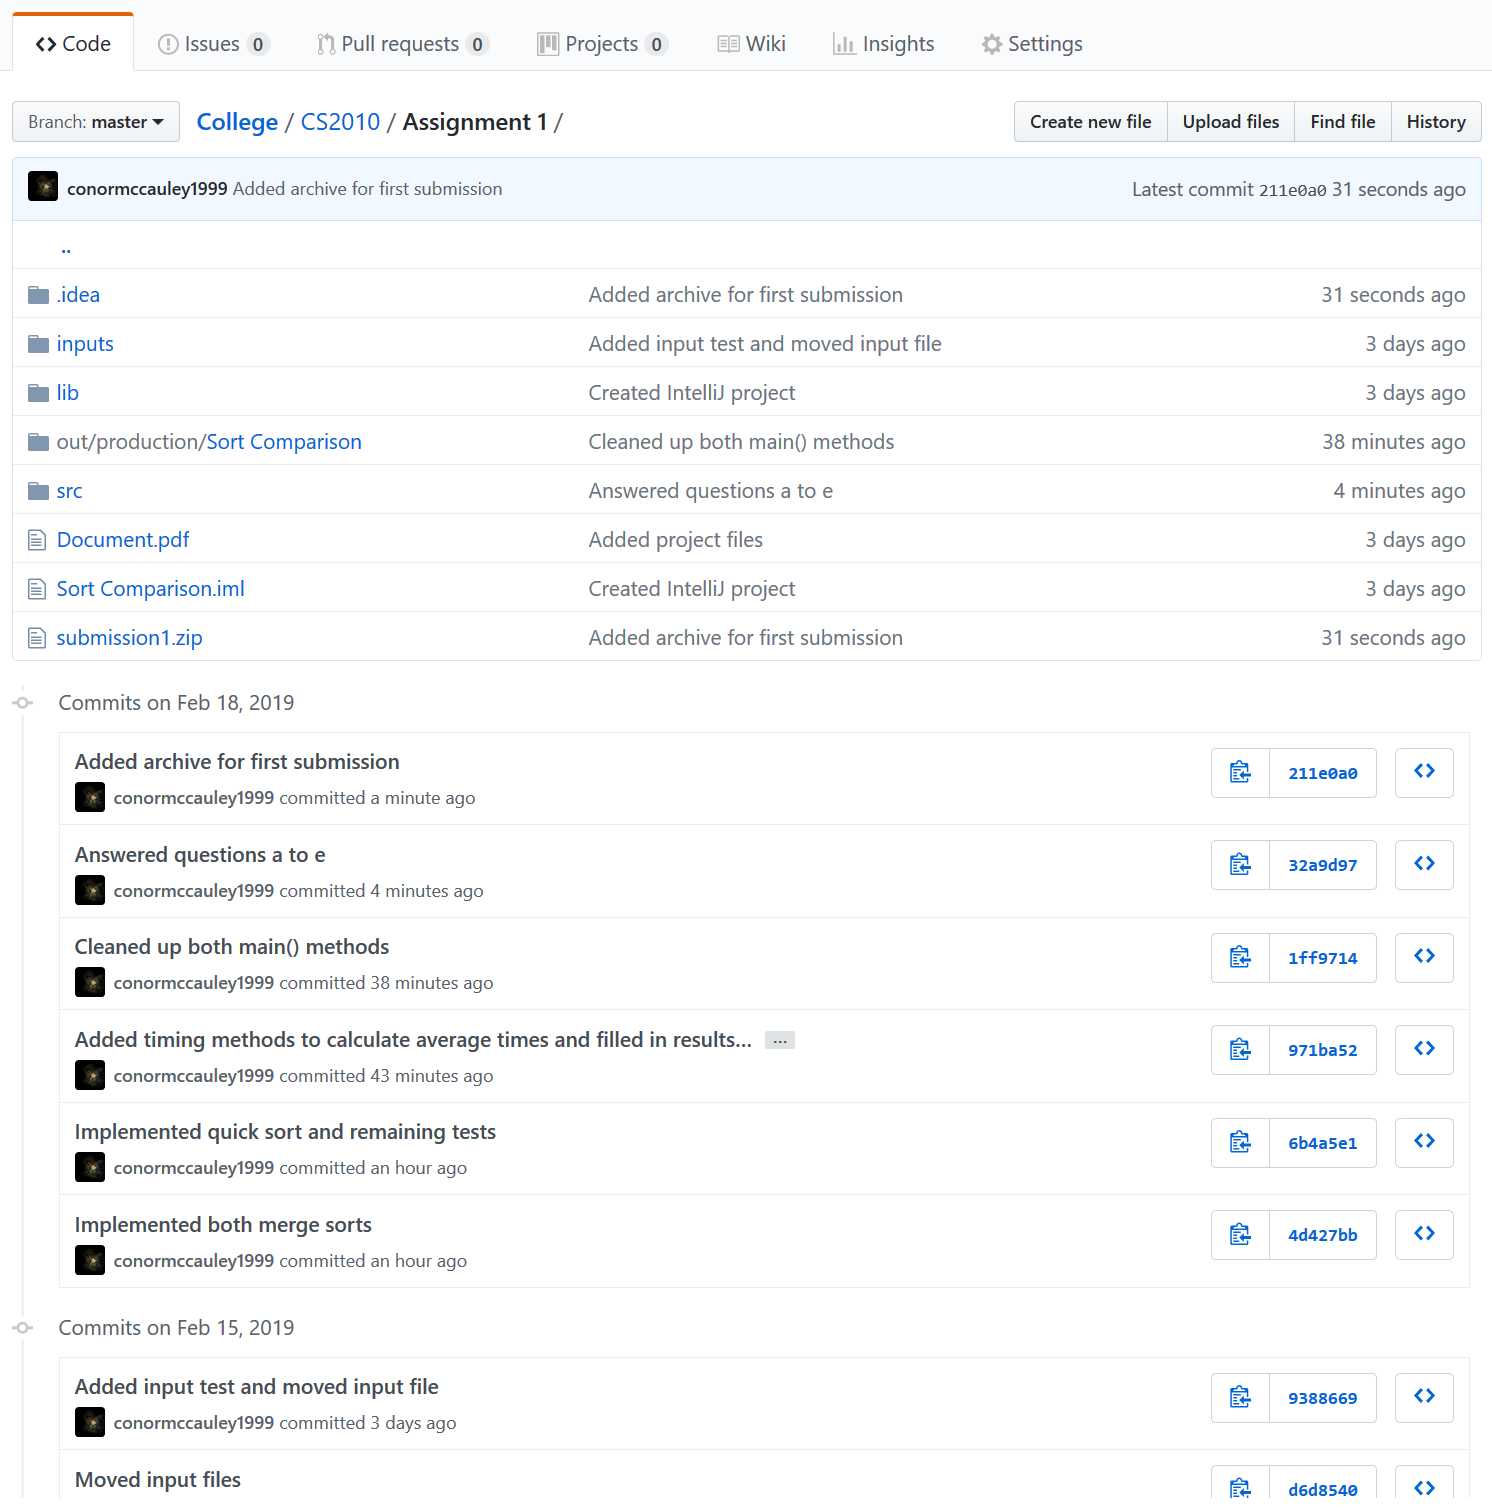 Code Issues 0 Pull requests 0 Projects 0 Wiki Insights Settings
Branch: master College / CS2010 / Assignment 1 / Create new file Upload files Find file History
conormccauley1999 Added archive for first submission Latest commit 211e0a0 31 seconds ago
..
.idea Added archive for first submission 31 seconds ago
inputs Added input test and moved input file 3 days ago
lib Created IntelliJ project 3 days ago
out/production/Sort Comparison Cleaned up both main() methods 38 minutes ago
src Answered questions a to e 4 minutes ago
Document.pdf Added project files 3 days ago
Sort Comparison.iml Created IntelliJ project 3 days ago
submission1.zip Added archive for first submission 31 seconds ago
Commits on Feb 18, 2019
Added archive for first submission
conormccauley1999 committed a minute ago 211e0a0
Answered questions a to e
conormccauley1999 committed 4 minutes ago 32a9d97
Cleaned up both main() methods
conormccauley1999 committed 38 minutes ago 1ff9714
Added timing methods to calculate average times and filled in results... ...
conormccauley1999 committed 43 minutes ago 971ba52
Implemented quick sort and remaining tests
conormccauley1999 committed an hour ago 6b4a5e1
Implemented both merge sorts
conormccauley1999 committed an hour ago 4d427bb
Commits on Feb 15, 2019
Added input test and moved input file
conormccauley1999 committed 3 days ago 9388669
Moved input files d6d8540